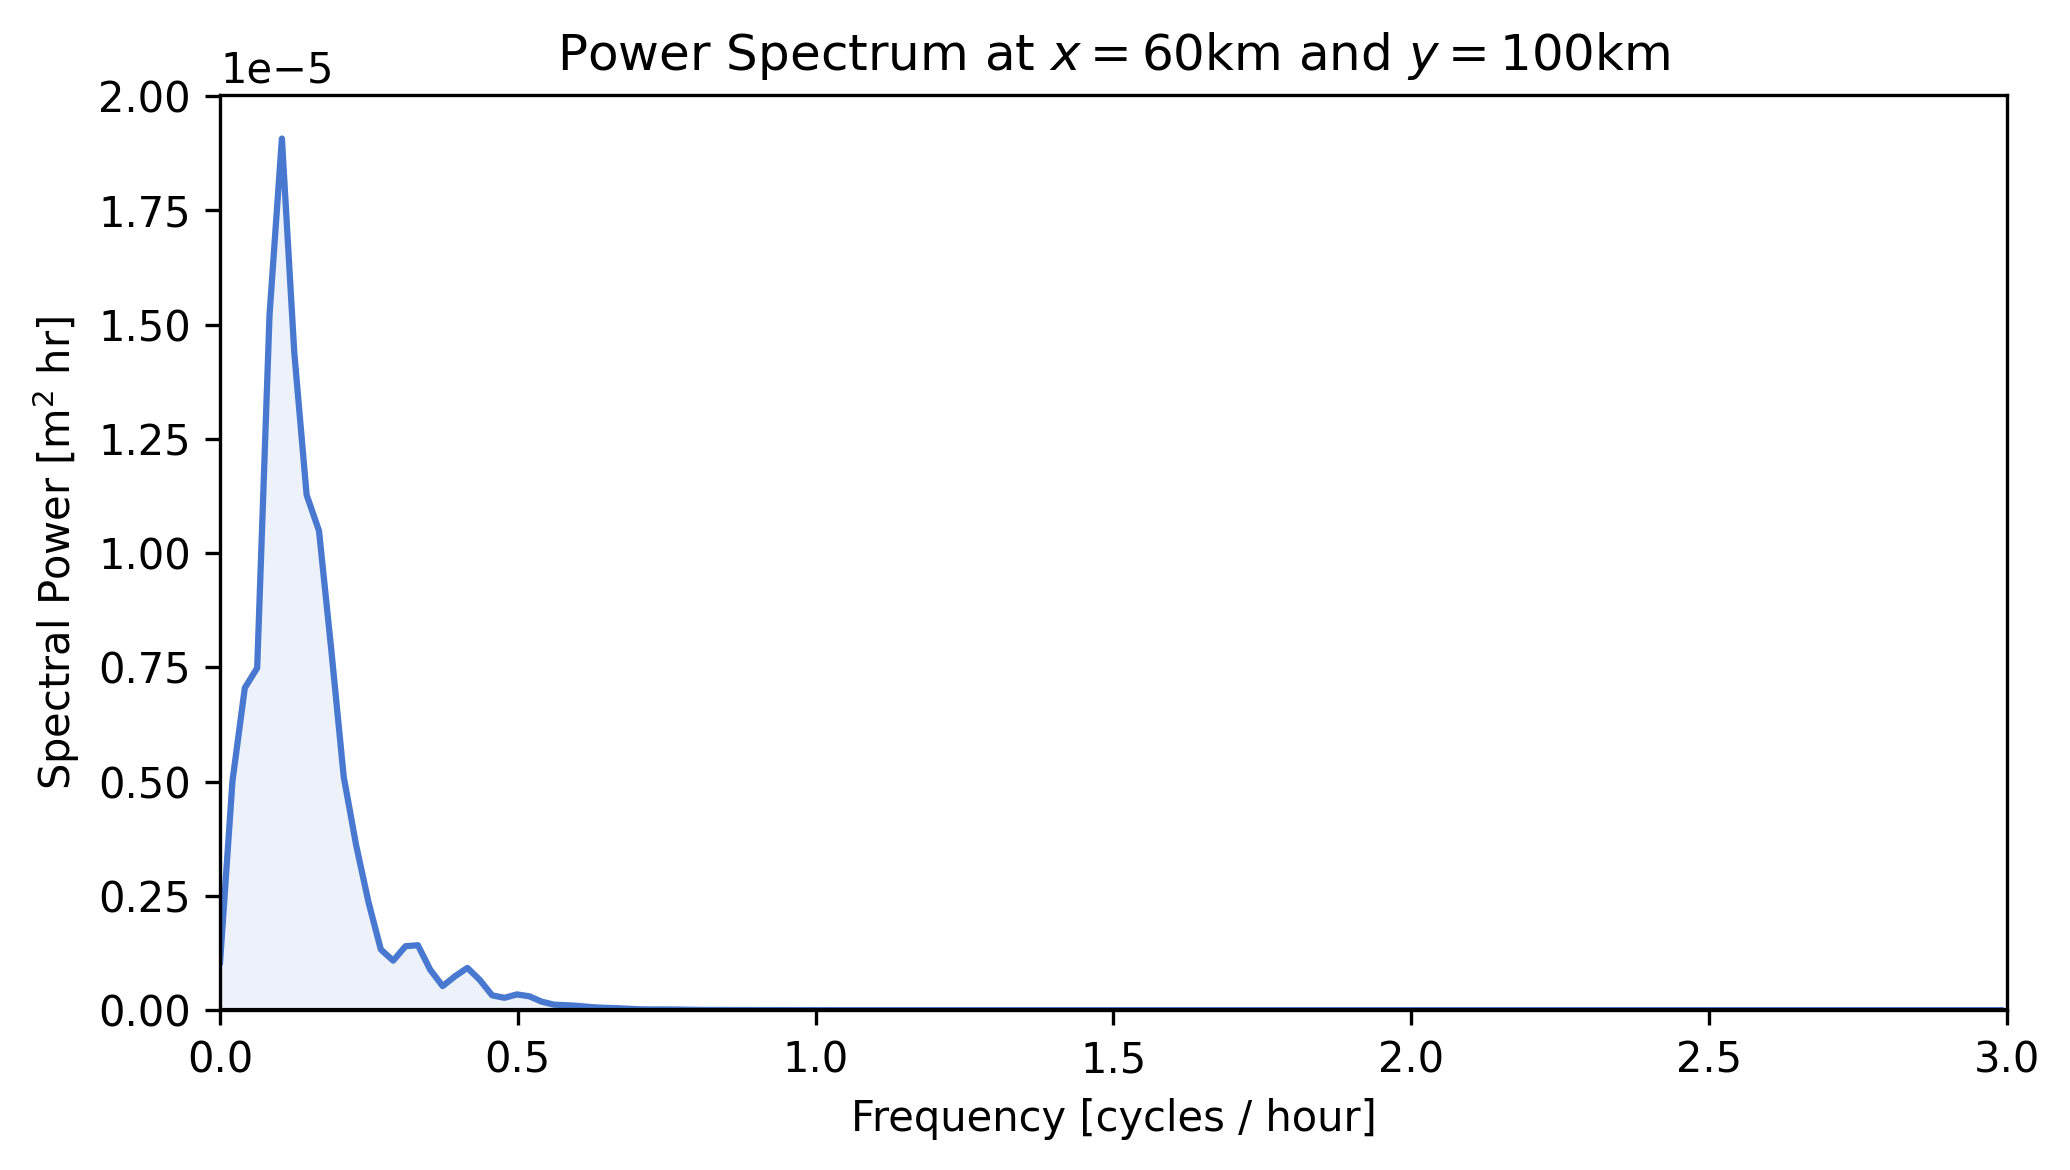 Power Spectrum at x = 60km and y = 100km
1e−5
2.00
1.75
1.50
1.25
1.00
0.75
0.50
0.25
0.00
Spectral Power [m² hr]
0.0 0.5 1.0 1.5 2.0 2.5 3.0
Frequency [cycles / hour]